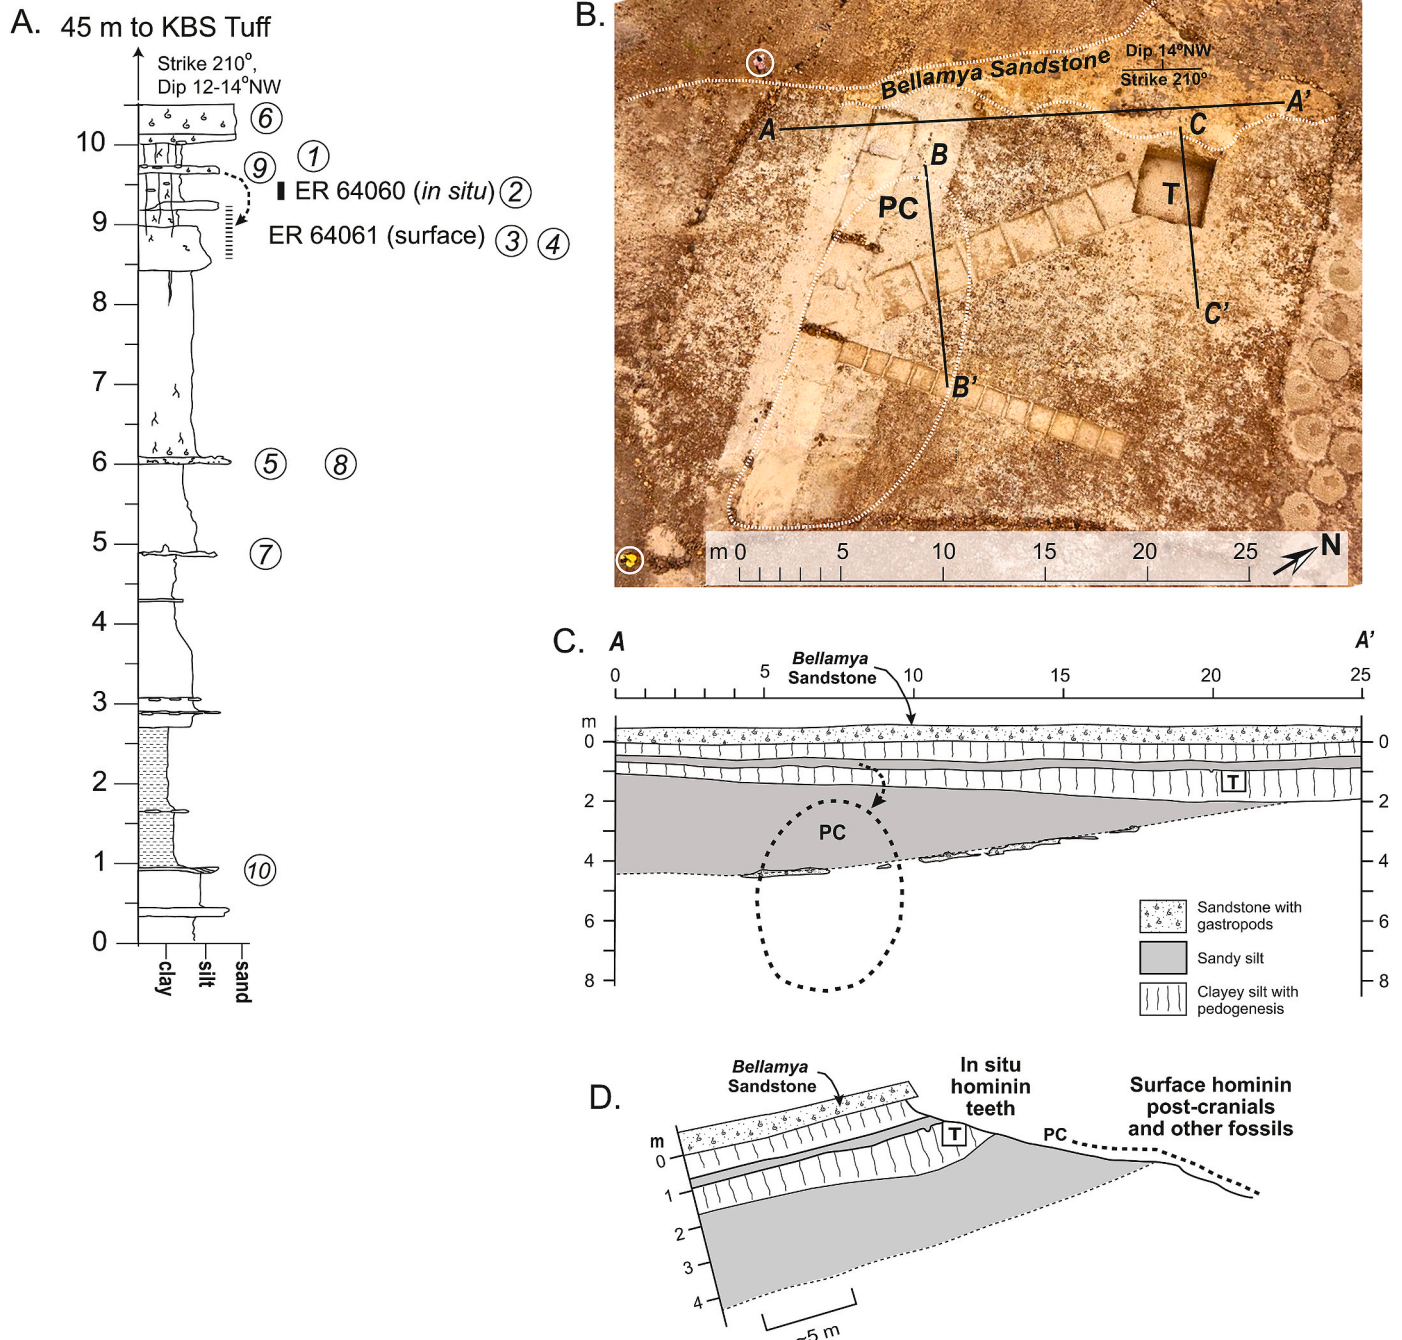 A.
45 m to KBS Tuff
Strike 210°,
Dip 12-14°NW
6
10
1
9
ER 64060 (in situ) 2
9
ER 64061 (surface) 3 4
8
7
6
5 8
5
7
4
3
2
1
10
0
clay
silt
sand
B.
Dip 14°NW
Bellamya Sandstone
Strike 210°
A
A'
C
B
PC
T
C'
B'
m 0 5 10 15 20 25
N
C.
A
A'
Bellamya
Sandstone
0 5 10 15 20 25
m
0 0
T
2 2
PC
4 4
6 6
8 8
Sandstone with
gastropods
Sandy silt
Clayey silt with
pedogenesis
D.
Bellamya
Sandstone
In situ
hominin
teeth
Surface hominin
post-cranials
and other fossils
T
PC
m
0
1
2
3
4
~5 m